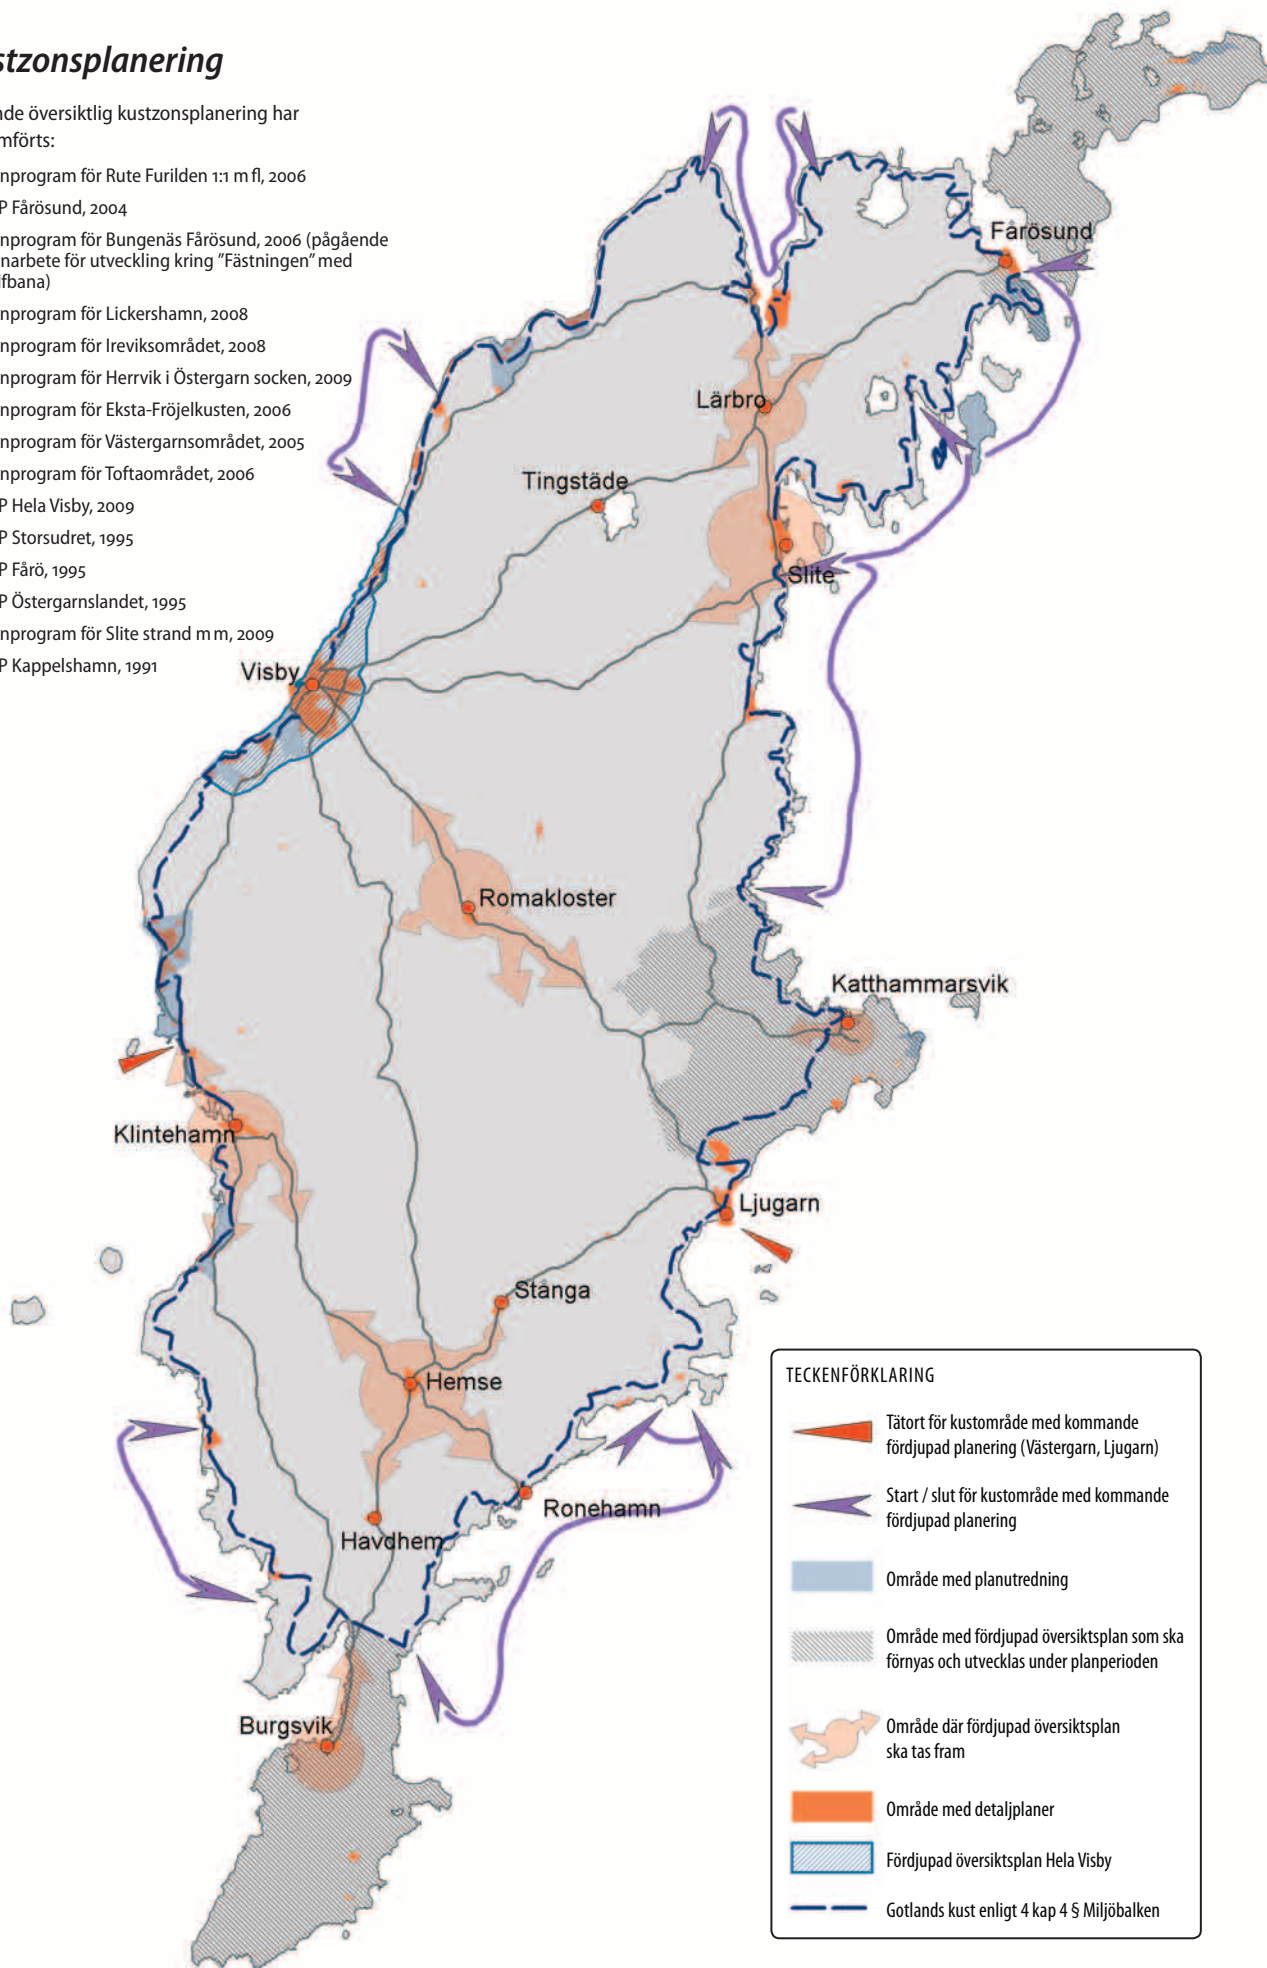 stzonsplanering
nde översiktlig kustzonsplanering har
mförts:
nprogram för Rute Furilden 1:1 m fl, 2006
P Fårösund, 2004
nprogram för Bungenäs Fårösund, 2006 (pågående
narbete för utveckling kring "Fästningen" med
lfbana)
nprogram för Lickershamn, 2008
nprogram för Ireviksområdet, 2008
nprogram för Herrvik i Östergarn socken, 2009
nprogram för Eksta-Fröjelkusten, 2006
nprogram för Västergarnsområdet, 2005
nprogram för Toftaområdet, 2006
P Hela Visby, 2009
P Storsudret, 1995
P Fårö, 1995
P Östergarnslandet, 1995
nprogram för Slite strand m m, 2009
P Kappelshamn, 1991
Fårösund
Lärbro
Tingstäde
Slite
Visby
Romakloster
Katthammarsvik
Klintehamn
Ljugarn
Stånga
Hemse
Ronehamn
Havdhem
Burgsvik
TECKENFÖRKLARING
Tätort för kustområde med kommande
fördjupad planering (Västergarn, Ljugarn)
Start / slut för kustområde med kommande
fördjupad planering
Område med planutredning
Område med fördjupad översiktsplan som ska
förnyas och utvecklas under planperioden
Område där fördjupad översiktsplan
ska tas fram
Område med detaljplaner
Fördjupad översiktsplan Hela Visby
Gotlands kust enligt 4 kap 4 § Miljöbalken